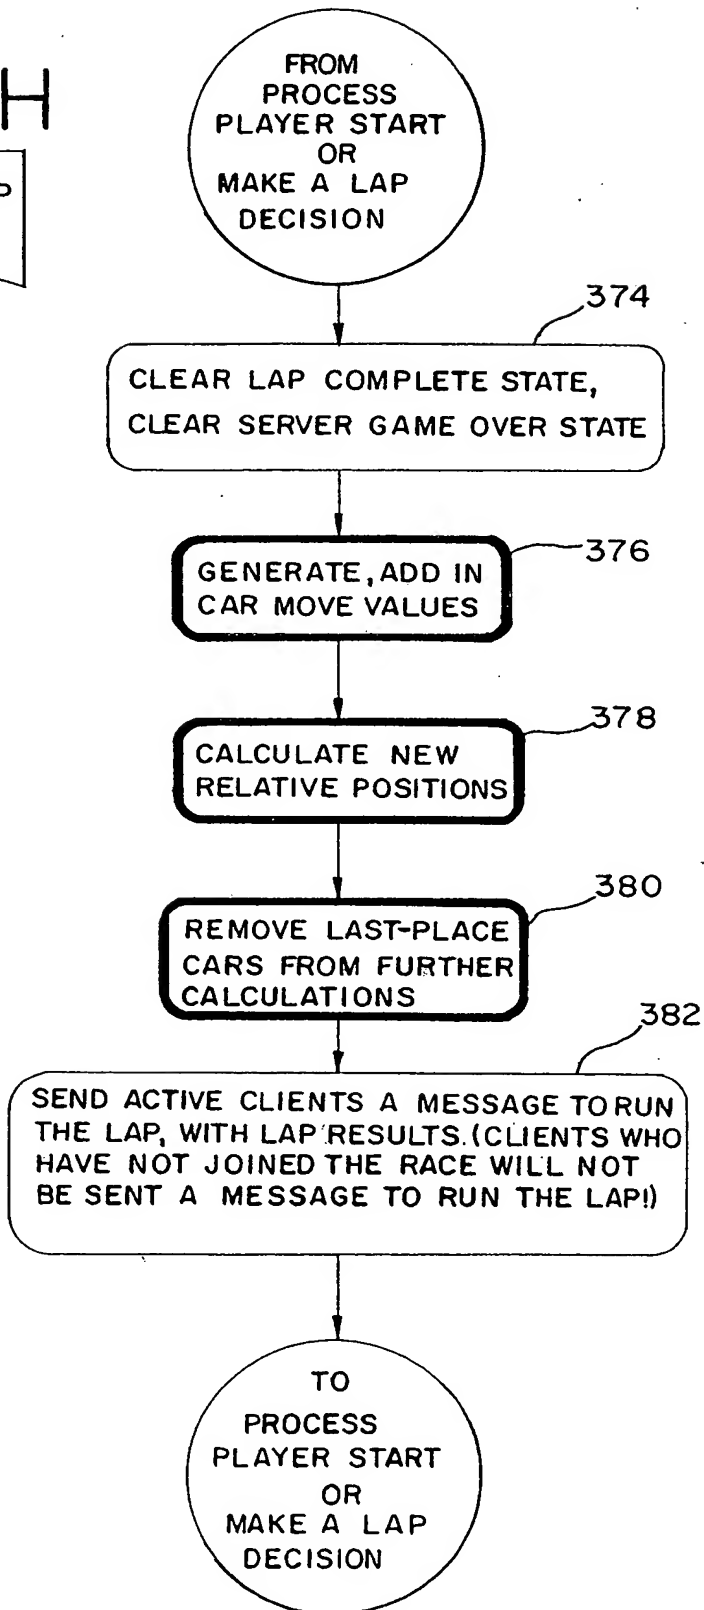 FROM
PROCESS
PLAYER START
OR
MAKE A LAP
DECISION
H
P
374
CLEAR LAP COMPLETE STATE,
CLEAR SERVER GAME OVER STATE
376
GENERATE, ADD IN
CAR MOVE VALUES
378
CALCULATE NEW
RELATIVE POSITIONS
380
REMOVE LAST-PLACE
CARS FROM FURTHER
CALCULATIONS
382
SEND ACTIVE CLIENTS A MESSAGE TO RUN
THE LAP, WITH LAP RESULTS. (CLIENTS WHO
HAVE NOT JOINED THE RACE WILL NOT
BE SENT A MESSAGE TO RUN THE LAP!)
TO
PROCESS
PLAYER START
OR
MAKE A LAP
DECISION